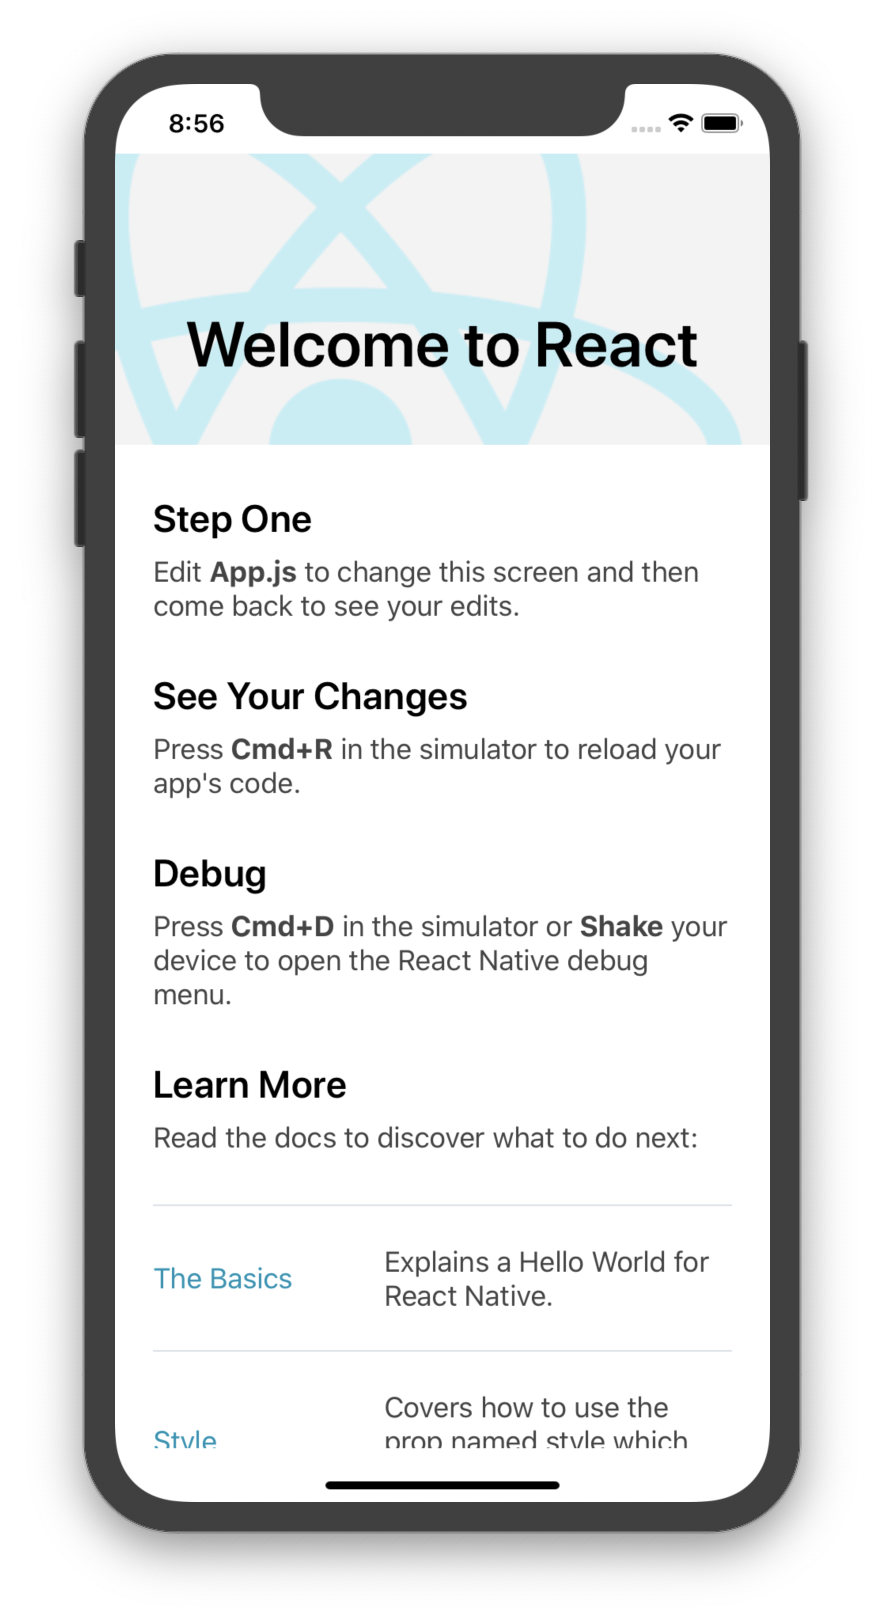 8:56
Welcome to React
Step One
Edit App.js to change this screen and then
come back to see your edits.
See Your Changes
Press Cmd+R in the simulator to reload your
app's code.
Debug
Press Cmd+D in the simulator or Shake your
device to open the React Native debug
menu.
Learn More
Read the docs to discover what to do next:
The Basics
Explains a Hello World for
React Native.
Style
Covers how to use the
prop named style which